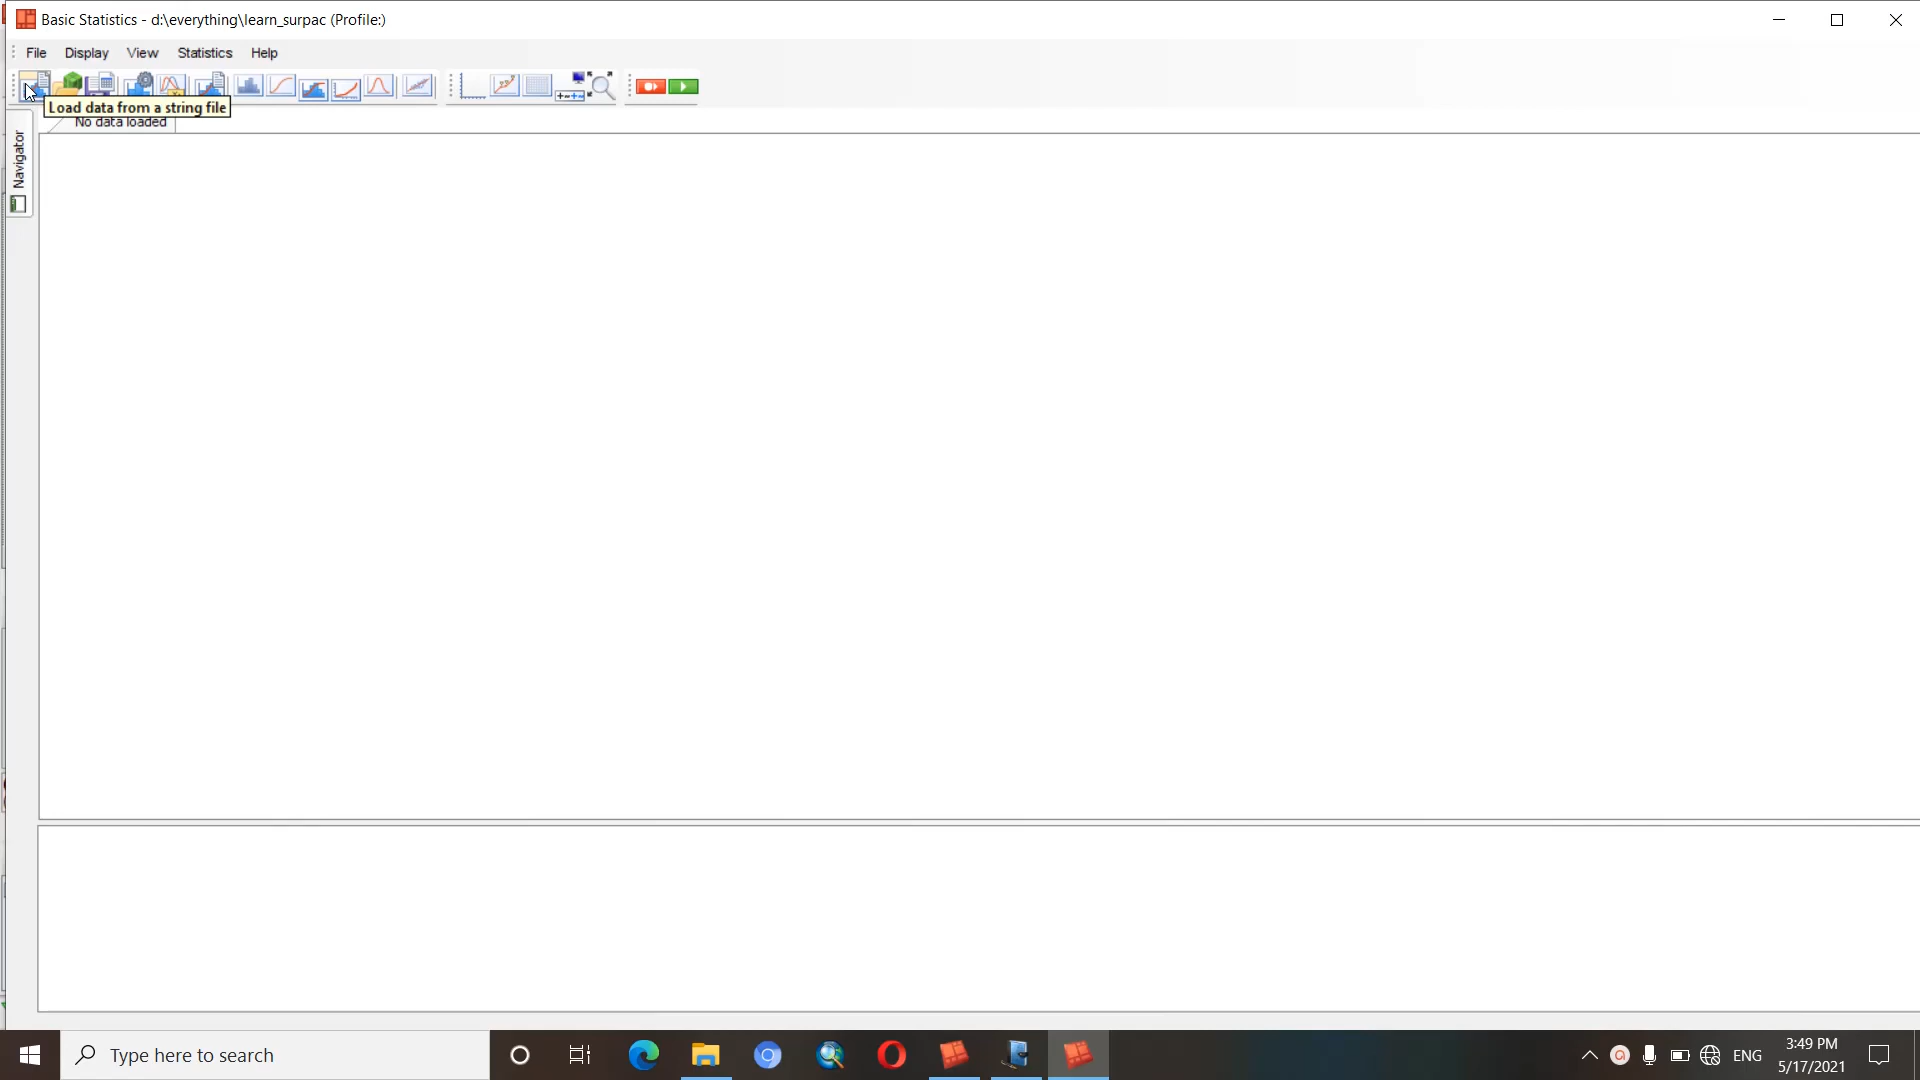 Basic Statistics - d:\everything\learn_surpac (Profile:)
File Display View Statistics Help
Load data from a string file
No data loaded
Navigator
Type here to search
ENG
3:49 PM
5/17/2021